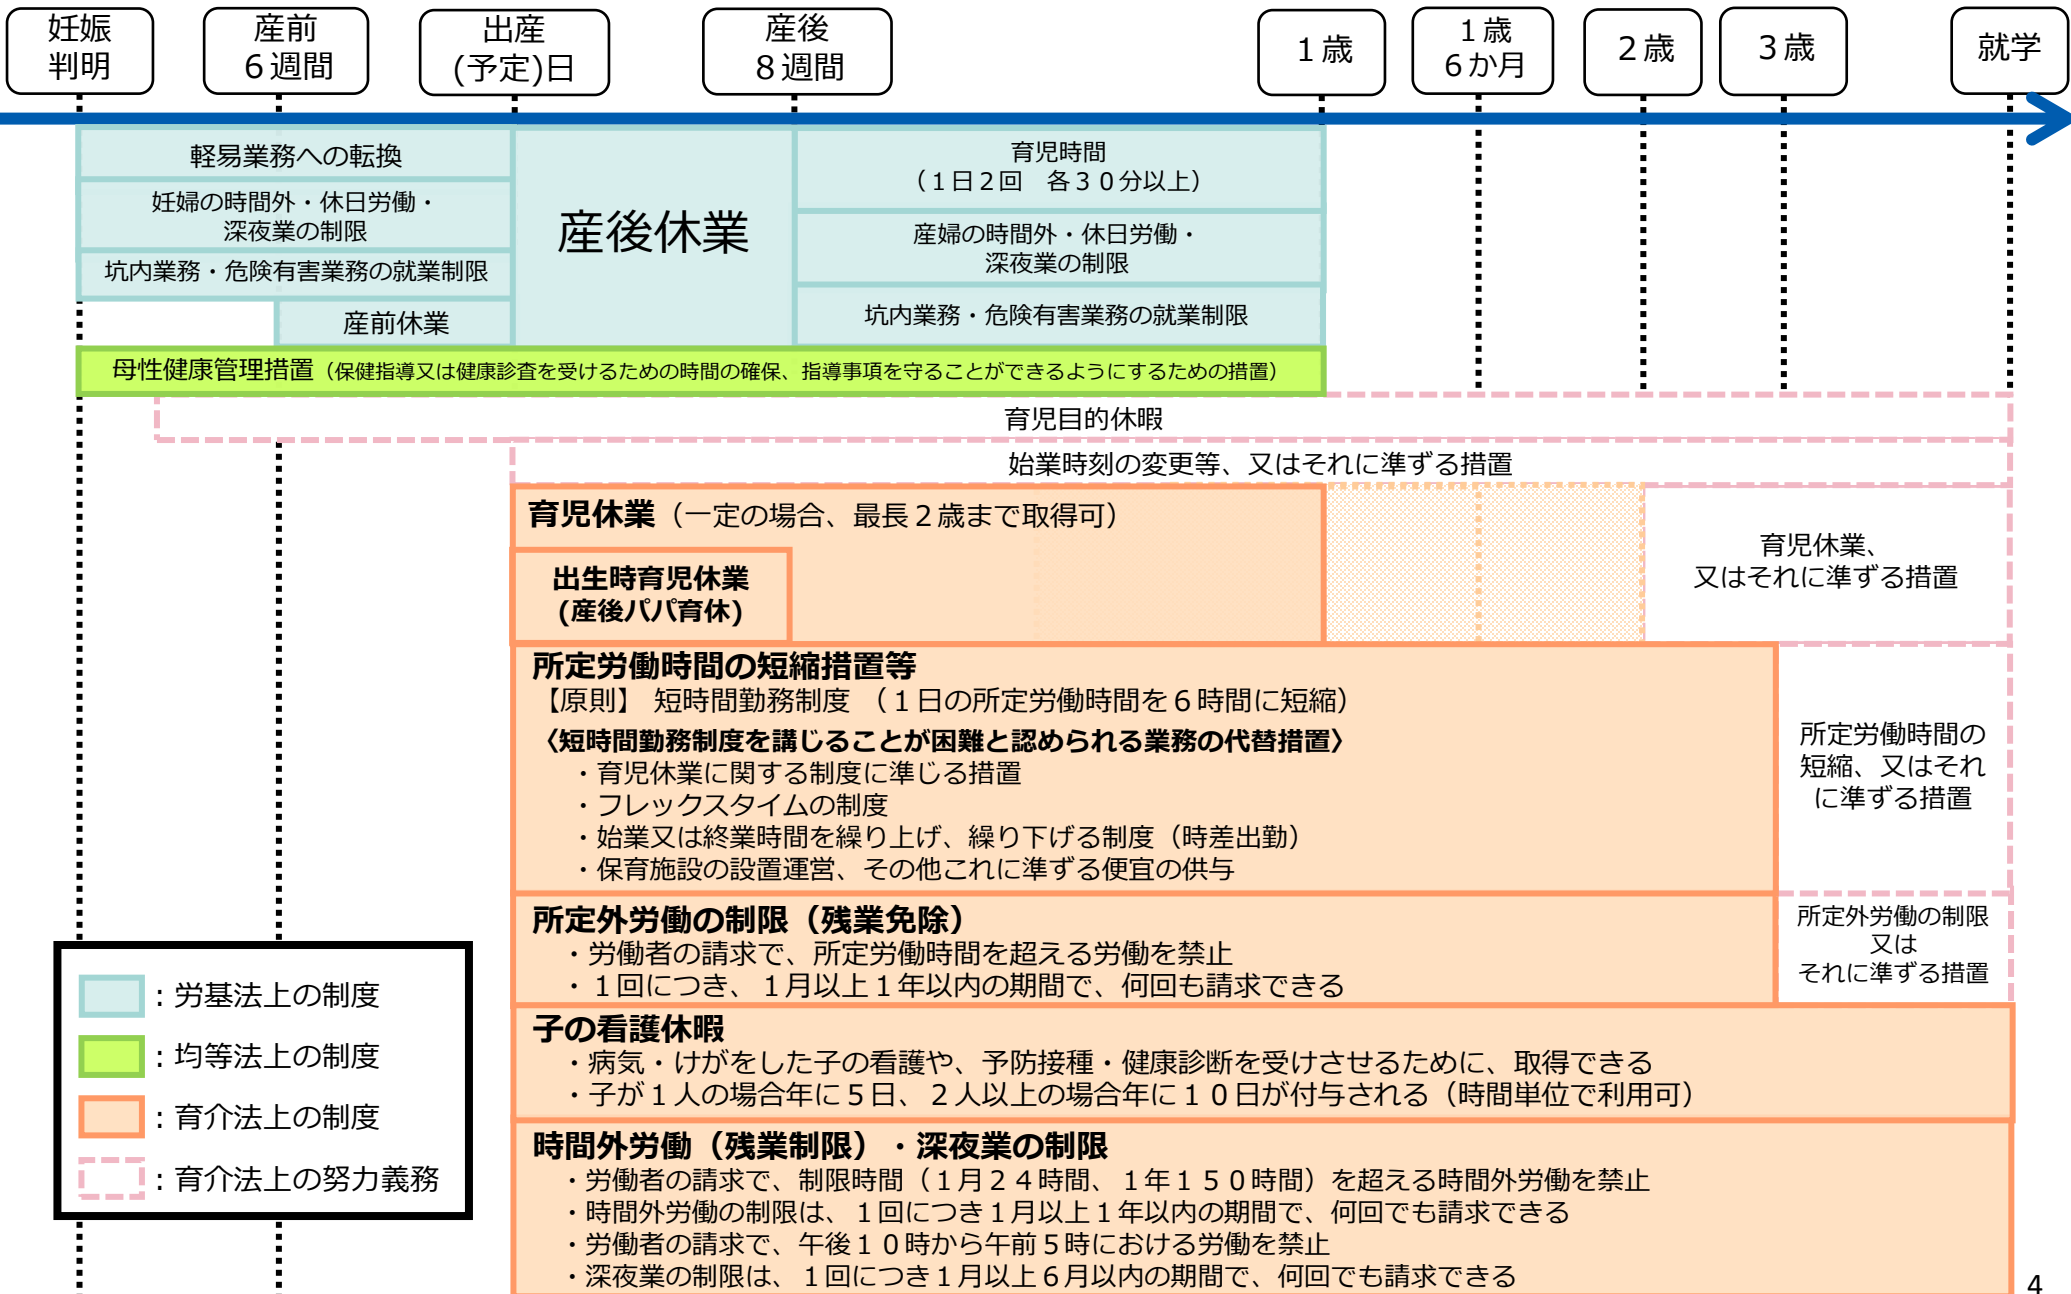 妊娠
判明
産前
６週間
出産
(予定)日
産後
８週間
１歳
１歳
６か月
２歳
３歳
就学
軽易業務への転換
妊婦の時間外・休日労働・
深夜業の制限
坑内業務・危険有害業務の就業制限
産前休業
産後休業
育児時間
（１日２回　各３０分以上）
産婦の時間外・休日労働・
深夜業の制限
坑内業務・危険有害業務の就業制限
母性健康管理措置（保健指導又は健康診査を受けるための時間の確保、指導事項を守ることができるようにするための措置）
育児目的休暇
始業時刻の変更等、又はそれに準ずる措置
育児休業（一定の場合、最長２歳まで取得可）
出生時育児休業
(産後パパ育休)
育児休業、
又はそれに準ずる措置
所定労働時間の短縮措置等
【原則】 短時間勤務制度 （１日の所定労働時間を６時間に短縮）
〈短時間勤務制度を講じることが困難と認められる業務の代替措置〉
・育児休業に関する制度に準じる措置
・フレックスタイムの制度
・始業又は終業時間を繰り上げ、繰り下げる制度（時差出勤）
・保育施設の設置運営、その他これに準ずる便宜の供与
所定労働時間の
短縮、又はそれ
に準ずる措置
所定外労働の制限（残業免除）
・労働者の請求で、所定労働時間を超える労働を禁止
・１回につき、１月以上１年以内の期間で、何回も請求できる
所定外労働の制限
又は
それに準ずる措置
子の看護休暇
・病気・けがをした子の看護や、予防接種・健康診断を受けさせるために、取得できる
・子が１人の場合年に５日、２人以上の場合年に１０日が付与される（時間単位で利用可）
時間外労働（残業制限）・深夜業の制限
・労働者の請求で、制限時間（１月２４時間、１年１５０時間）を超える時間外労働を禁止
・時間外労働の制限は、１回につき１月以上１年以内の期間で、何回でも請求できる
・労働者の請求で、午後１０時から午前５時における労働を禁止
・深夜業の制限は、１回につき１月以上６月以内の期間で、何回でも請求できる
：労基法上の制度
：均等法上の制度
：育介法上の制度
：育介法上の努力義務
4